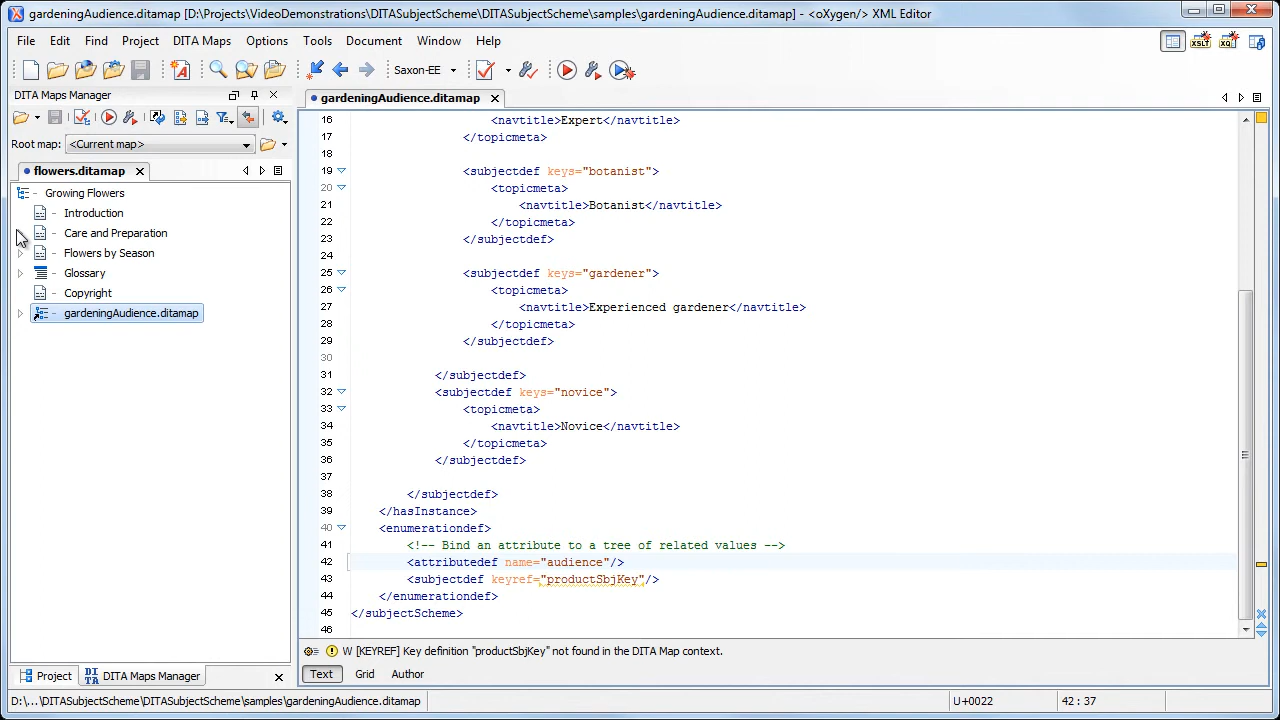 gardeningAudience.ditamap [D:\Projects\VideoDemonstrations\DITASubjectScheme\DITASubjectScheme\samples\gardeningAudience.ditamap] - <oXygen/> XML Editor
File Edit Find Project DITA Maps Options Tools Document Window Help
Saxon-EE
DITA Maps Manager
gardeningAudience.ditamap
Root map: <Current map>
flowers.ditamap
Growing Flowers
Introduction
Care and Preparation
Flowers by Season
Glossary
Copyright
gardeningAudience.ditamap
16 <navtitle>Expert</navtitle>
17 </topicmeta>
18
19 <subjectdef keys="botanist">
20 <topicmeta>
21 <navtitle>Botanist</navtitle>
22 </topicmeta>
23 </subjectdef>
24
25 <subjectdef keys="gardener">
26 <topicmeta>
27 <navtitle>Experienced gardener</navtitle>
28 </topicmeta>
29 </subjectdef>
30
31 </subjectdef>
32 <subjectdef keys="novice">
33 <topicmeta>
34 <navtitle>Novice</navtitle>
35 </topicmeta>
36 </subjectdef>
37
38 </subjectdef>
39 </hasInstance>
40 <enumerationdef>
41 <!-- Bind an attribute to a tree of related values -->
42 <attributedef name="audience"/>
43 <subjectdef keyref="productSbjKey"/>
44 </enumerationdef>
45 </subjectScheme>
46
W [KEYREF] Key definition "productSbjKey" not found in the DITA Map context.
Project DITA Maps Manager
Text Grid Author
D:\...\DITASubjectScheme\DITASubjectScheme\samples\gardeningAudience.ditamap U+0022 42 : 37